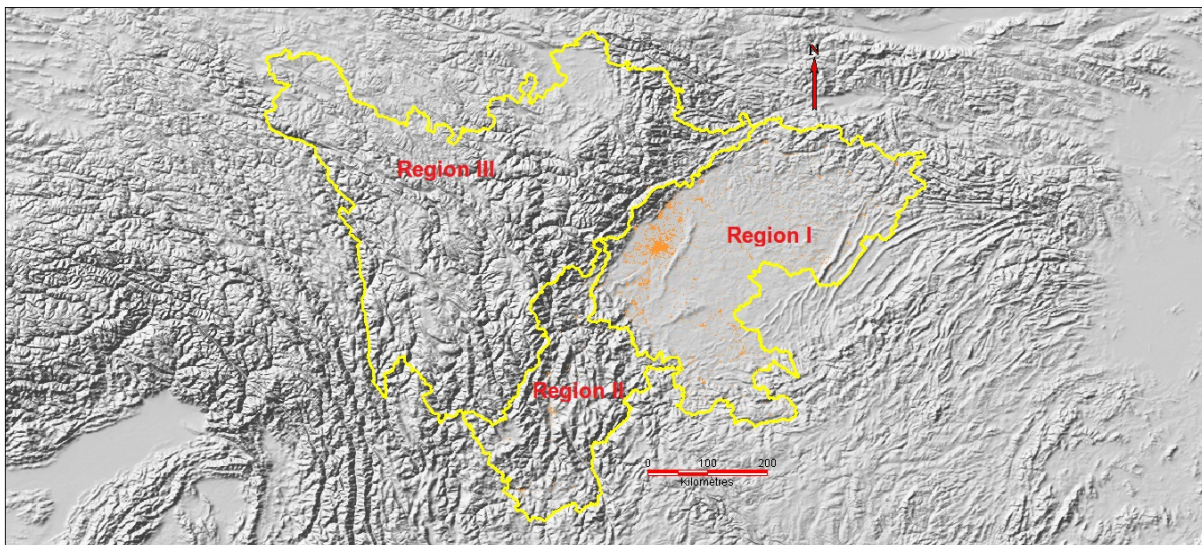 N
Region III
Region I
Region II
0 100 200
Kilometres